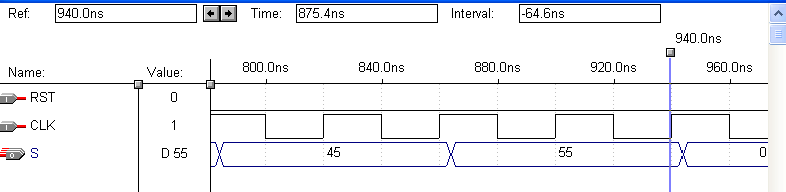 Ref: 940.0ns Time: 875.4ns Interval: -64.6ns
940.0ns
Name: Value: 800.0ns 840.0ns 880.0ns 920.0ns 960.0ns
RST 0
CLK 1
S D 55 45 55 0